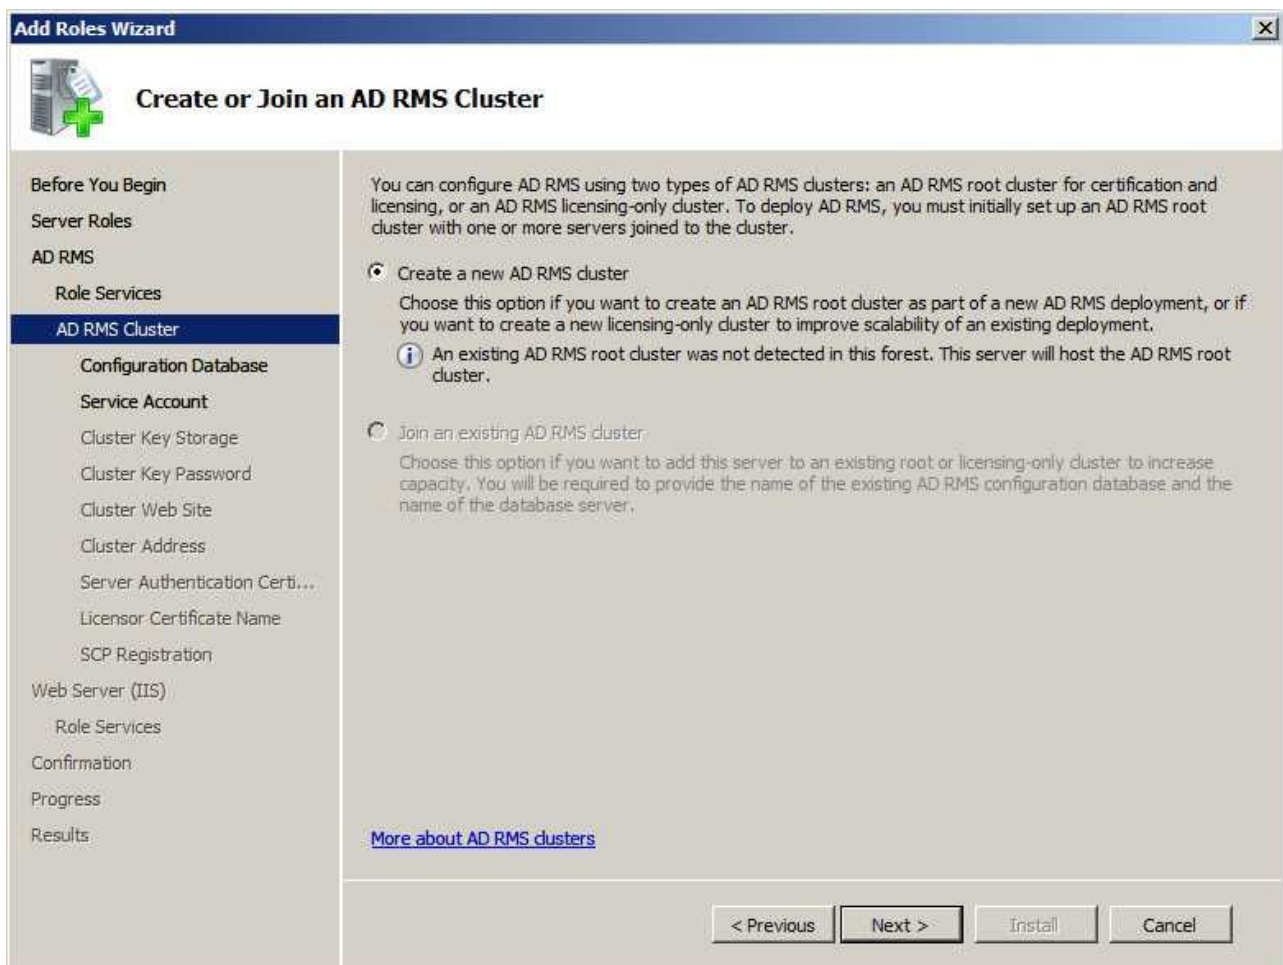 Add Roles Wizard
Create or Join an AD RMS Cluster
Before You Begin
Server Roles
AD RMS
Role Services
AD RMS Cluster
Configuration Database
Service Account
Cluster Key Storage
Cluster Key Password
Cluster Web Site
Cluster Address
Server Authentication Certi...
Licensor Certificate Name
SCP Registration
Web Server (IIS)
Role Services
Confirmation
Progress
Results
You can configure AD RMS using two types of AD RMS clusters: an AD RMS root cluster for certification and
licensing, or an AD RMS licensing-only cluster. To deploy AD RMS, you must initially set up an AD RMS root
cluster with one or more servers joined to the cluster.
Create a new AD RMS cluster
Choose this option if you want to create an AD RMS root cluster as part of a new AD RMS deployment, or if
you want to create a new licensing-only cluster to improve scalability of an existing deployment.
An existing AD RMS root cluster was not detected in this forest. This server will host the AD RMS root
cluster.
Join an existing AD RMS cluster
Choose this option if you want to add this server to an existing root or licensing-only cluster to increase
capacity. You will be required to provide the name of the existing AD RMS configuration database and the
name of the database server.
More about AD RMS clusters
< Previous
Next >
Install
Cancel